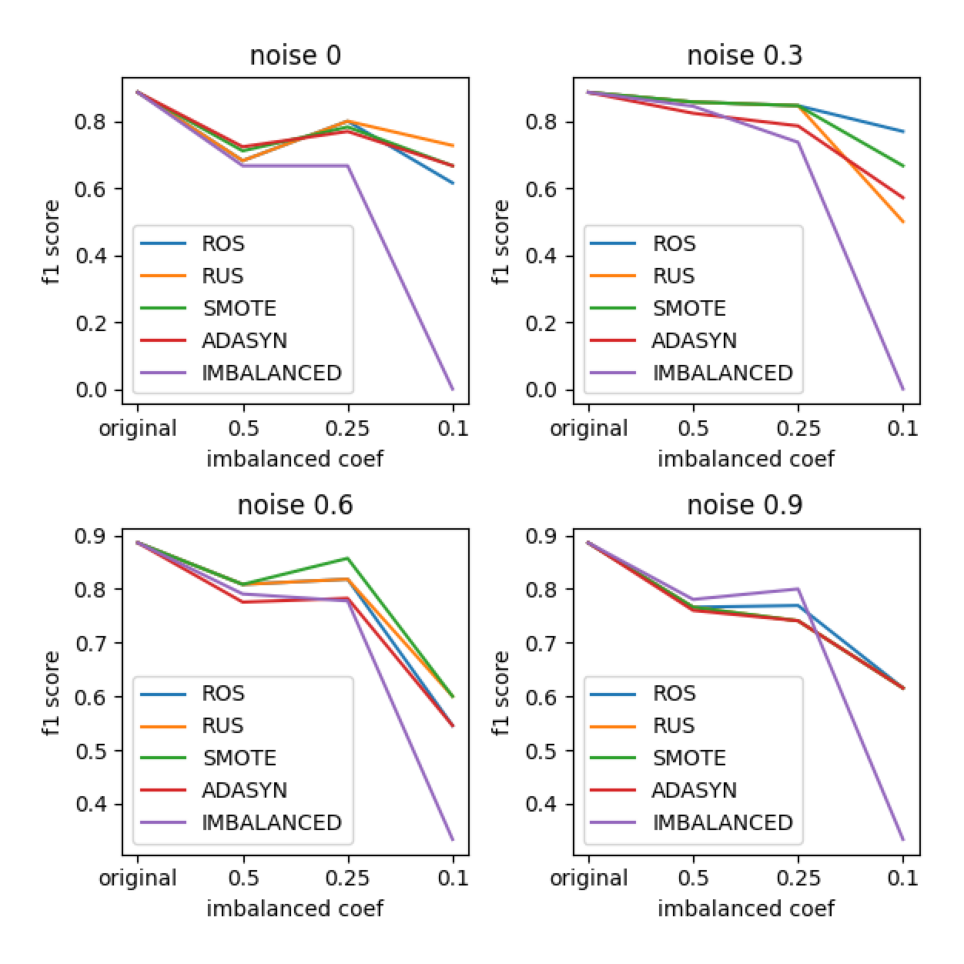 noise 0
f1 score
0.8
0.6
0.4
0.2
0.0
ROS
RUS
SMOTE
ADASYN
IMBALANCED
original 0.5 0.25 0.1
imbalanced coef
noise 0.3
f1 score
0.8
0.6
0.4
0.2
0.0
ROS
RUS
SMOTE
ADASYN
IMBALANCED
original 0.5 0.25 0.1
imbalanced coef
noise 0.6
f1 score
0.9
0.8
0.7
0.6
0.5
0.4
ROS
RUS
SMOTE
ADASYN
IMBALANCED
original 0.5 0.25 0.1
imbalanced coef
noise 0.9
f1 score
0.9
0.8
0.7
0.6
0.5
0.4
ROS
RUS
SMOTE
ADASYN
IMBALANCED
original 0.5 0.25 0.1
imbalanced coef